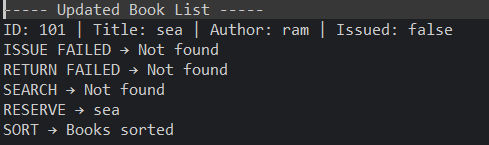 ----- Updated Book List -----
ID: 101 | Title: sea | Author: ram | Issued: false
ISSUE FAILED → Not found
RETURN FAILED → Not found
SEARCH → Not found
RESERVE → sea
SORT → Books sorted